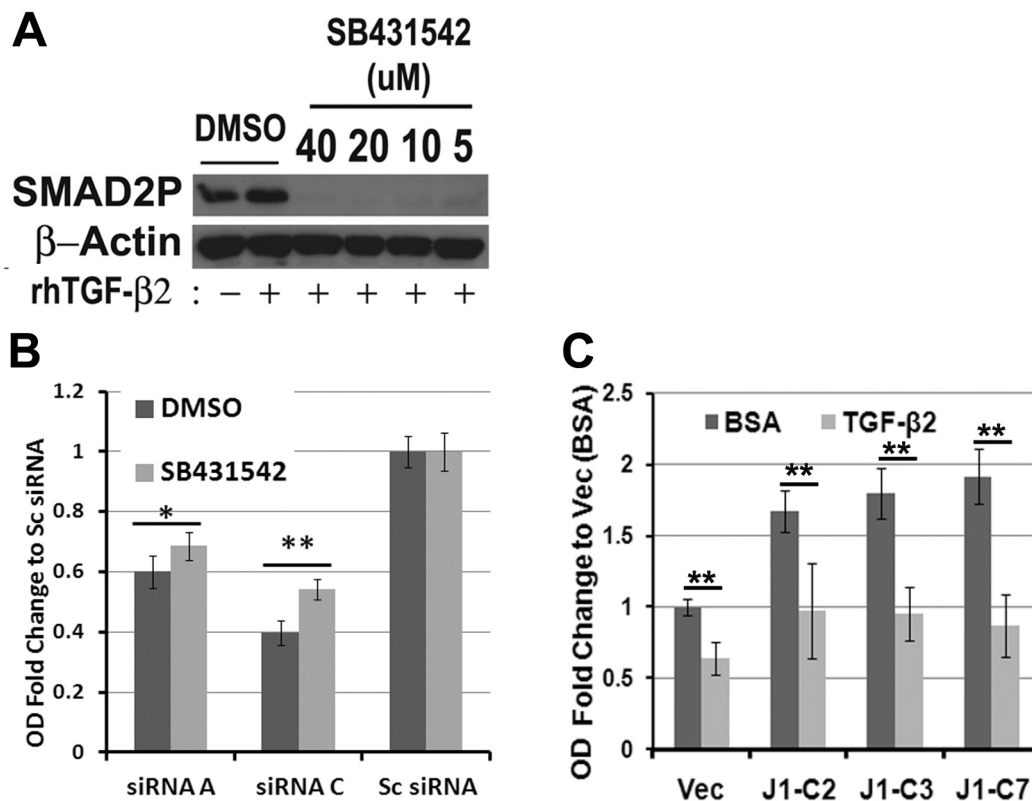 A
SB431542
(uM)
DMSO 40 20 10 5
SMAD2P
β–Actin
rhTGF-β2 : – + + + + +
B
OD Fold Change to Sc siRNA
1.2
1
0.8
0.6
0.4
0.2
0
DMSO
SB431542
*
**
siRNA A siRNA C Sc siRNA
C
OD Fold Change to Vec (BSA)
2.5
2
1.5
1
0.5
0
BSA TGF-β2
**
**
**
**
Vec J1-C2 J1-C3 J1-C7